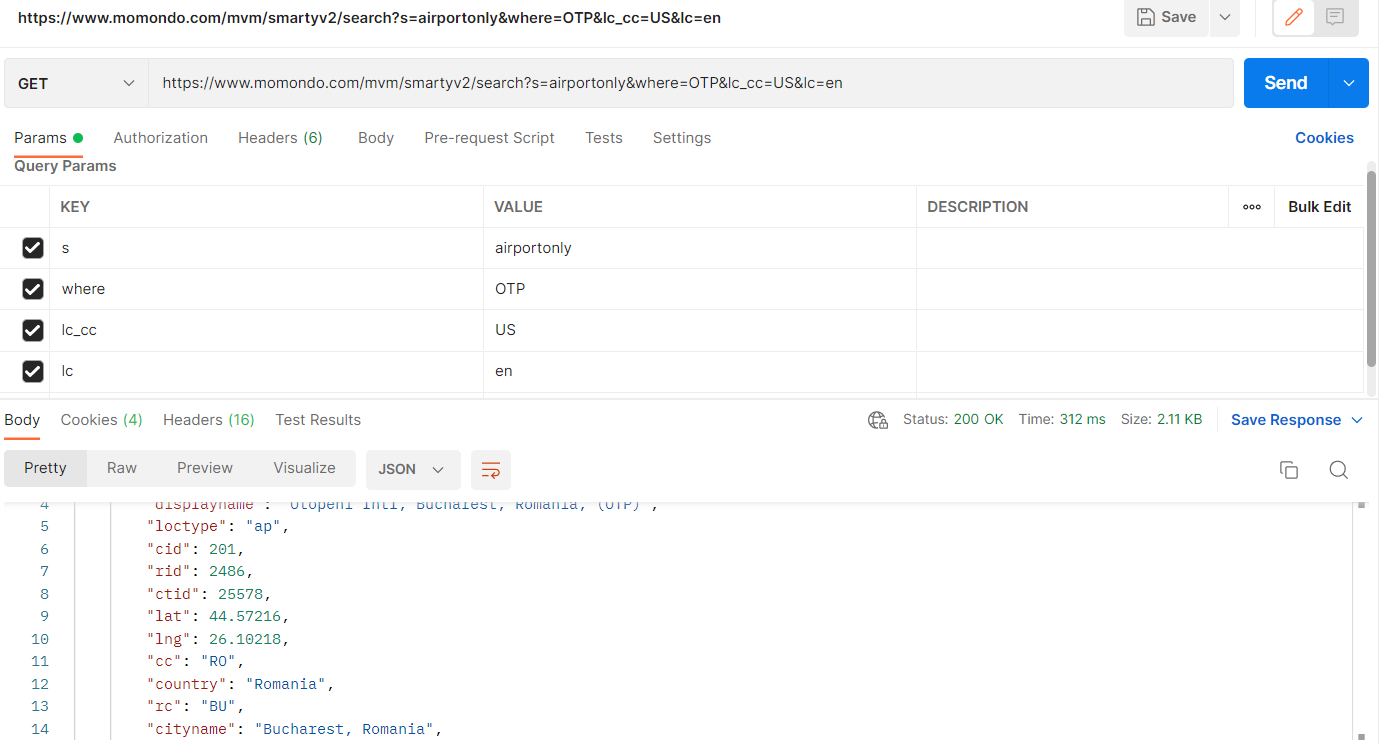 https://www.momondo.com/mvm/smartyv2/search?s=airportonly&where=OTP&lc_cc=US&lc=en
Save
GET
https://www.momondo.com/mvm/smartyv2/search?s=airportonly&where=OTP&lc_cc=US&lc=en
Send
Params Authorization Headers (6) Body Pre-request Script Tests Settings Cookies
Query Params
KEY VALUE DESCRIPTION ooo Bulk Edit
s airportonly
where OTP
lc_cc US
lc en
Body Cookies (4) Headers (16) Test Results Status: 200 OK Time: 312 ms Size: 2.11 KB Save Response
Pretty Raw Preview Visualize JSON
4 "displayname": "Otopeni Intl, Bucharest, Romania, (OTP)",
5 "loctype": "ap",
6 "cid": 201,
7 "rid": 2486,
8 "ctid": 25578,
9 "lat": 44.57216,
10 "lng": 26.10218,
11 "cc": "RO",
12 "country": "Romania",
13 "rc": "BU",
14 "cityname": "Bucharest, Romania",